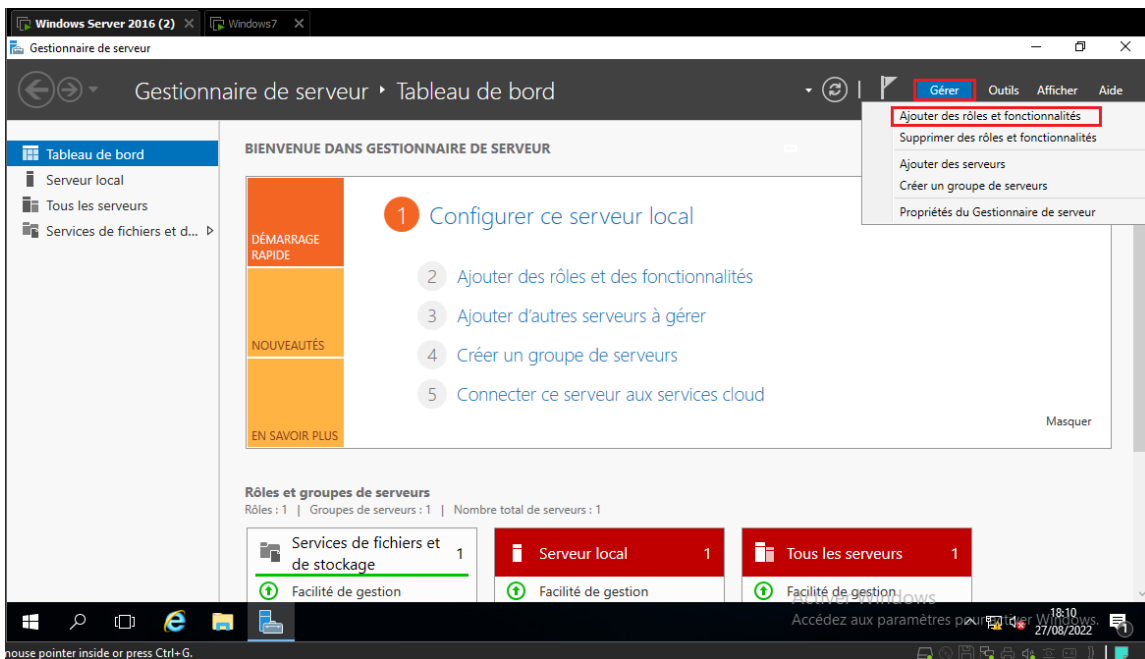 Windows Server 2016 (2)
Windows7
Gestionnaire de serveur
Gestionnaire de serveur • Tableau de bord
Gérer Outils Afficher Aide
Ajouter des rôles et fonctionnalités
Supprimer des rôles et fonctionnalités
Ajouter des serveurs
Créer un groupe de serveurs
Propriétés du Gestionnaire de serveur
Tableau de bord
Serveur local
Tous les serveurs
Services de fichiers et d...
BIENVENUE DANS GESTIONNAIRE DE SERVEUR
DÉMARRAGE
RAPIDE
NOUVEAUTÉS
EN SAVOIR PLUS
1 Configurer ce serveur local
2 Ajouter des rôles et des fonctionnalités
3 Ajouter d'autres serveurs à gérer
4 Créer un groupe de serveurs
5 Connecter ce serveur aux services cloud
Masquer
Rôles et groupes de serveurs
Rôles : 1 | Groupes de serveurs : 1 | Nombre total de serveurs : 1
Services de fichiers et
de stockage
1
Facilité de gestion
Serveur local 1
Facilité de gestion
Tous les serveurs 1
Facilité de gestion
Activer Windows
Accédez aux paramètres pour activer Windows.
18:10
27/08/2022
1
mouse pointer inside or press Ctrl+G.